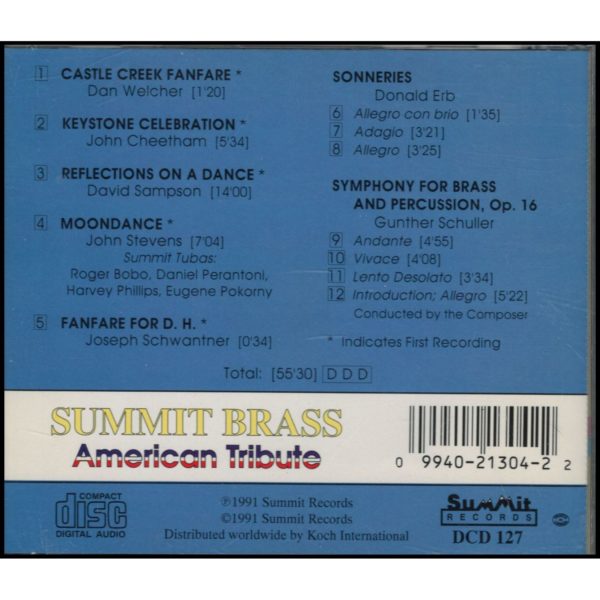 1 CASTLE CREEK FANFARE *
Dan Welcher [1'20]
2 KEYSTONE CELEBRATION *
John Cheetham [5'34]
3 REFLECTIONS ON A DANCE *
David Sampson [14'00]
4 MOONDANCE *
John Stevens [7'04]
Summit Tubas:
Roger Bobo, Daniel Perantoni,
Harvey Phillips, Eugene Pokorny
5 FANFARE FOR D. H. *
Joseph Schwantner [0'34]
SONNERIES
Donald Erb
6 Allegro con brio [1'35]
7 Adagio [3'21]
8 Allegro [3'25]
SYMPHONY FOR BRASS
AND PERCUSSION, Op. 16
Gunther Schuller
9 Andante [4'55]
10 Vivace [4'08]
11 Lento Desolato [3'34]
12 Introduction; Allegro [5'22]
Conducted by the Composer
* Indicates First Recording
Total: [55'30] D D D
SUMMIT BRASS
American Tribute
0 9940-21304-2 2
COMPACT
disc
DIGITAL AUDIO
℗1991 Summit Records
©1991 Summit Records
Distributed worldwide by Koch International
Summit
RECORDS
DCD 127